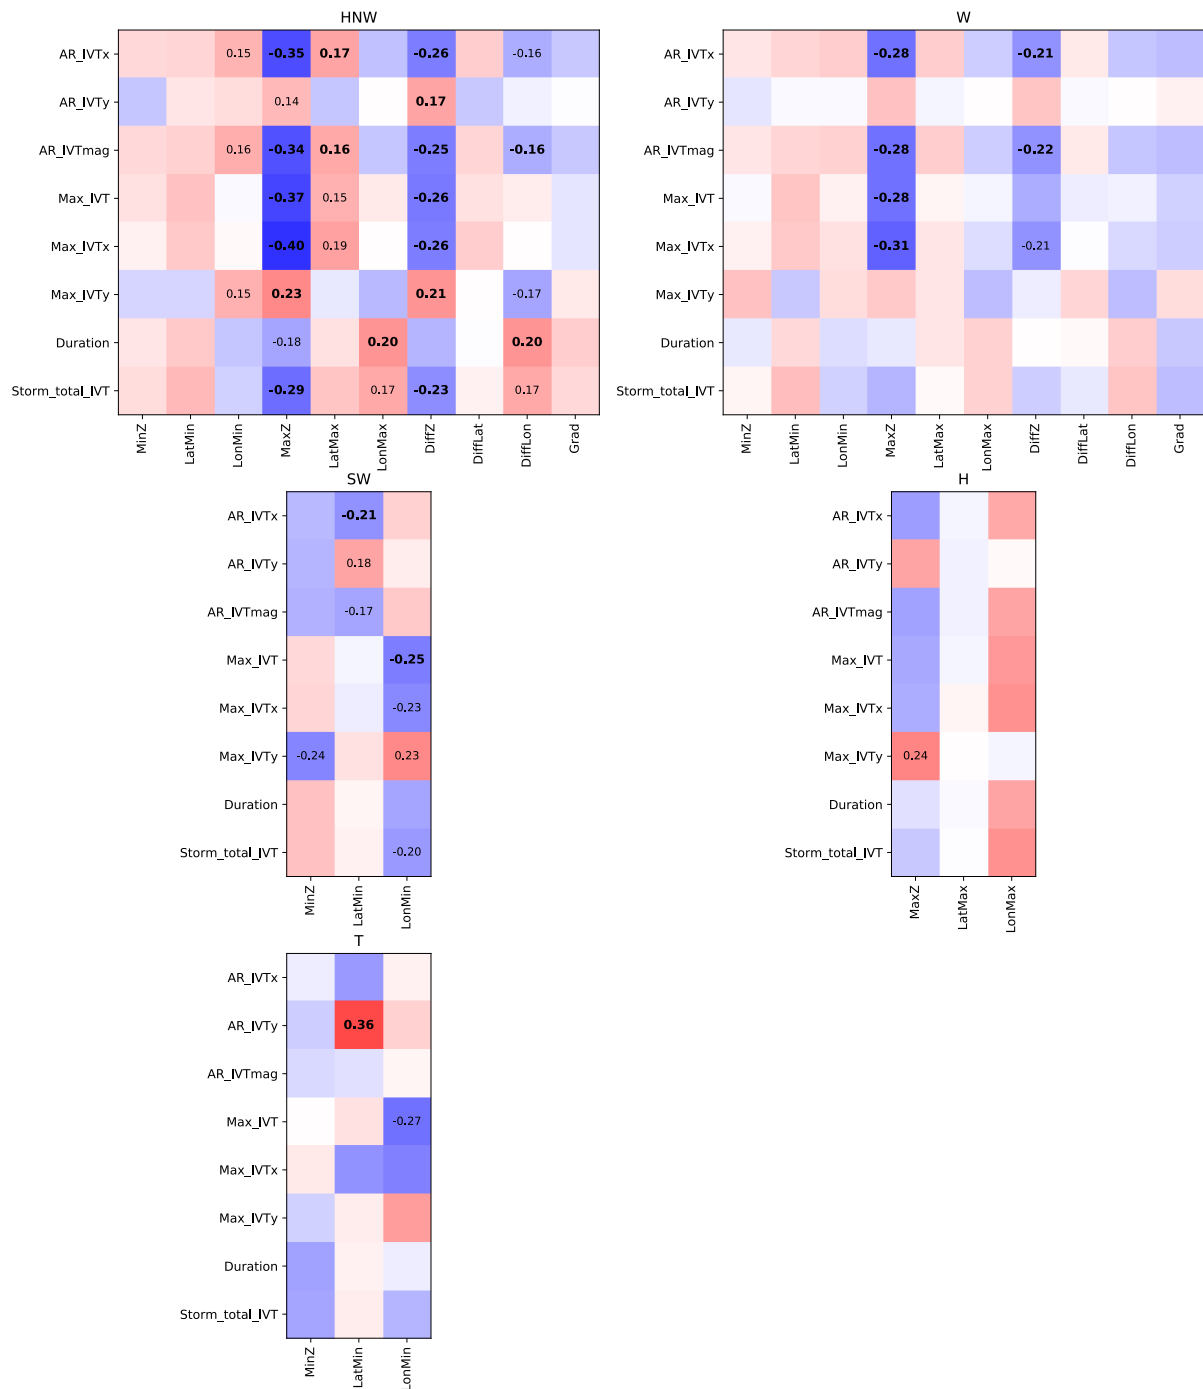 HNW
AR_IVTx 0.15 -0.35 0.17 -0.26 -0.16
AR_IVTy 0.14 0.17
AR_IVTmag 0.16 -0.34 0.16 -0.25 -0.16
Max_IVT -0.37 0.15 -0.26
Max_IVTx -0.40 0.19 -0.26
Max_IVTy 0.15 0.23 0.21 -0.17
Duration -0.18 0.20 0.20
Storm_total_IVT -0.29 0.17 -0.23 0.17
MinZ LatMin LonMin MaxZ LatMax LonMax DiffZ DiffLat DiffLon Grad
W
AR_IVTx -0.28 -0.21
AR_IVTy
AR_IVTmag -0.28 -0.22
Max_IVT -0.28
Max_IVTx -0.31 -0.21
Max_IVTy
Duration
Storm_total_IVT
MinZ LatMin LonMin MaxZ LatMax LonMax DiffZ DiffLat DiffLon Grad
SW
AR_IVTx -0.21
AR_IVTy 0.18
AR_IVTmag -0.17
Max_IVT -0.25
Max_IVTx -0.23
Max_IVTy -0.24 0.23
Duration
Storm_total_IVT -0.20
MinZ LatMin LonMin
H
AR_IVTx
AR_IVTy
AR_IVTmag
Max_IVT
Max_IVTx
Max_IVTy 0.24
Duration
Storm_total_IVT
MaxZ LatMax LonMax
T
AR_IVTx
AR_IVTy 0.36
AR_IVTmag
Max_IVT -0.27
Max_IVTx
Max_IVTy
Duration
Storm_total_IVT
MinZ LatMin LonMin